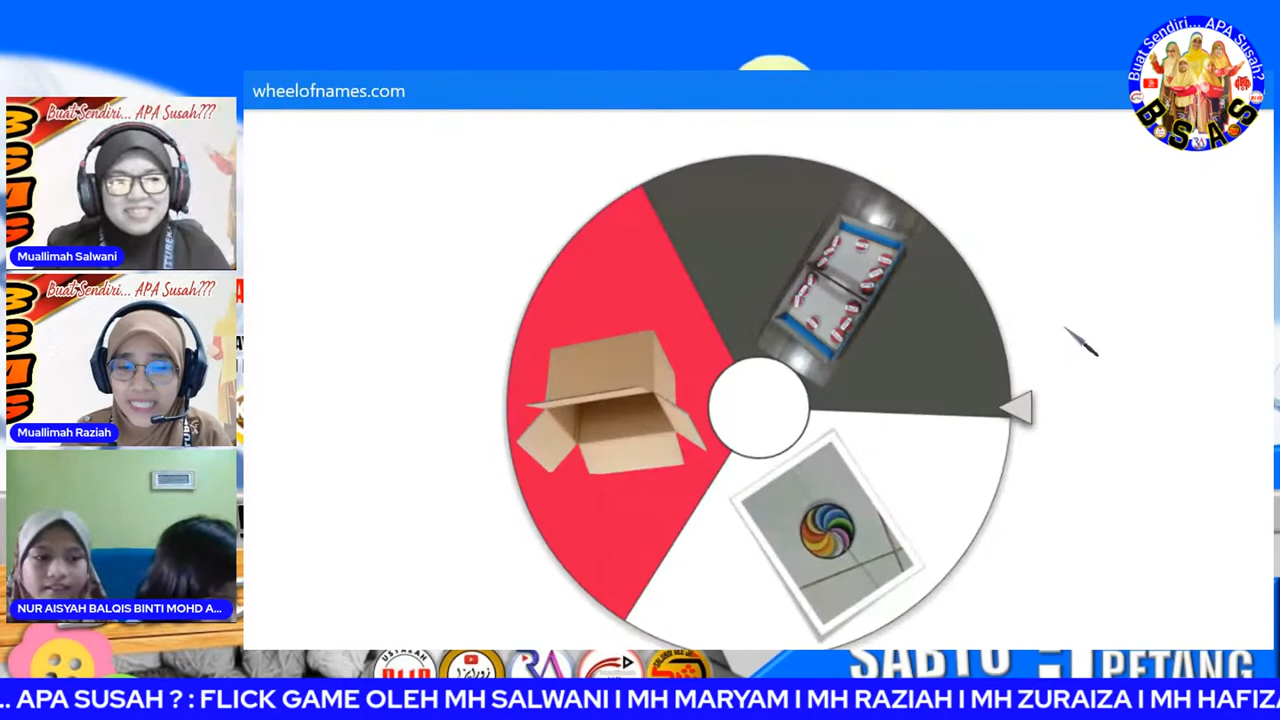 Buat Sendiri... APA Susah?
BSAS
wheelofnames.com
Buat Sendiri... APA Susah???
Muallimah Salwani
Buat Sendiri... APA Susah???
Muallimah Raziah
NUR AISYAH BALQIS BINTI MOHD A...
SABTU
PETANG
.. APA SUSAH ? : FLICK GAME OLEH MH SALWANI I MH MARYAM I MH RAZIAH I MH ZURAIZA I MH HAFIZA